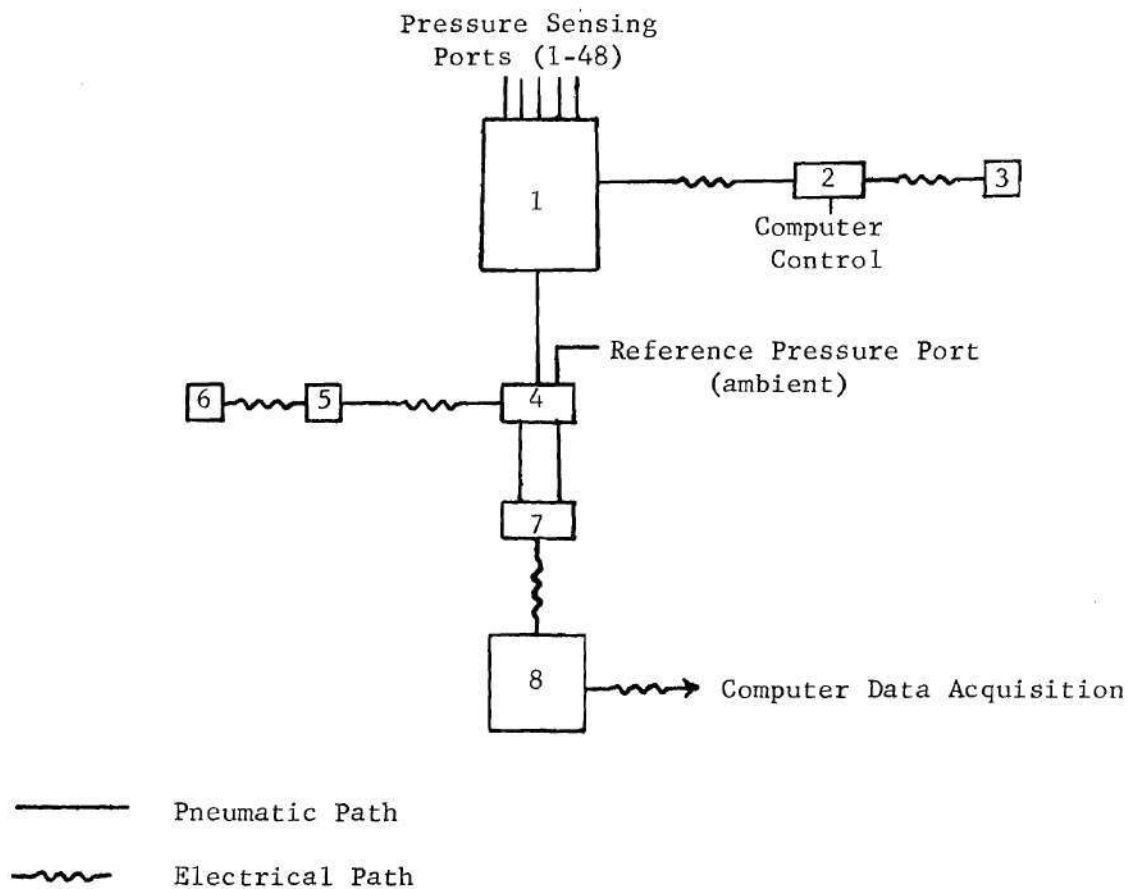 Pressure Sensing
Ports (1-48)
1
2
3
Computer
Control
Reference Pressure Port
(ambient)
6
5
4
7
8
Computer Data Acquisition
Pneumatic Path
Electrical Path